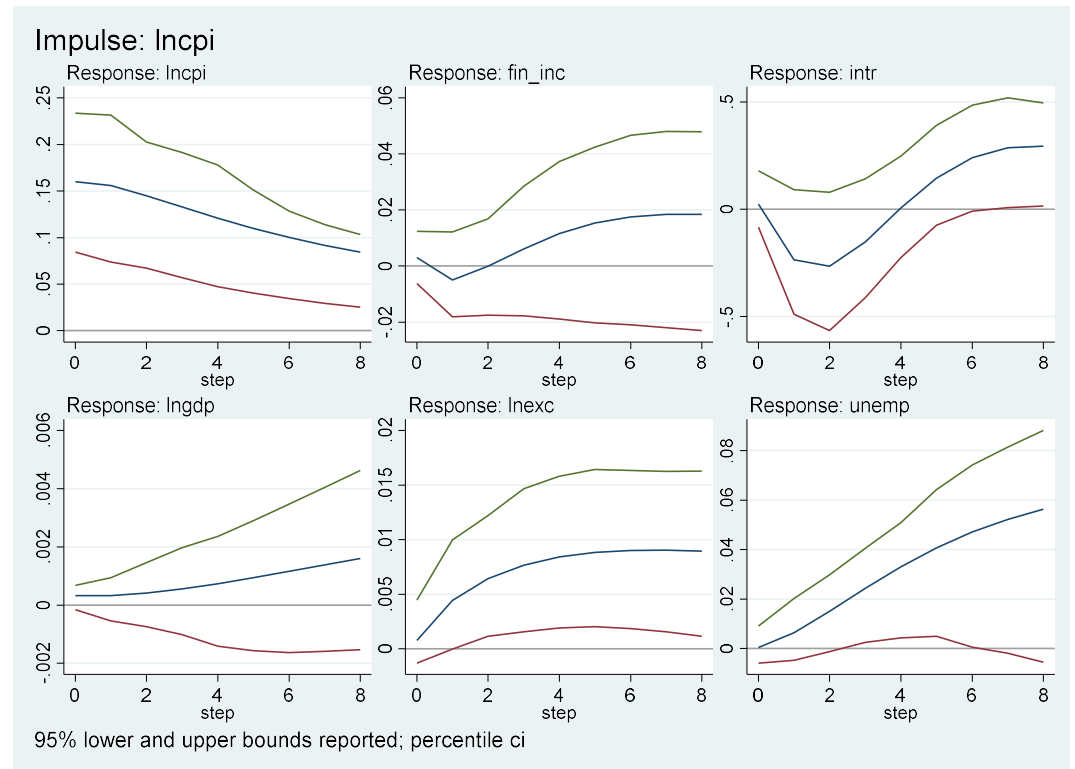 Impulse: lncpi
Response: lncpi
.25
.2
.15
.1
.05
0
0 2 4 6 8
step
Response: fin_inc
.06
.04
.02
0
-.02
0 2 4 6 8
step
Response: intr
.5
0
-.5
0 2 4 6 8
step
Response: lngdp
.006
.004
.002
0
-.002
0 2 4 6 8
step
Response: lnexc
.02
.015
.01
.005
0
0 2 4 6 8
step
Response: unemp
.08
.06
.04
.02
0
0 2 4 6 8
step
95% lower and upper bounds reported; percentile ci